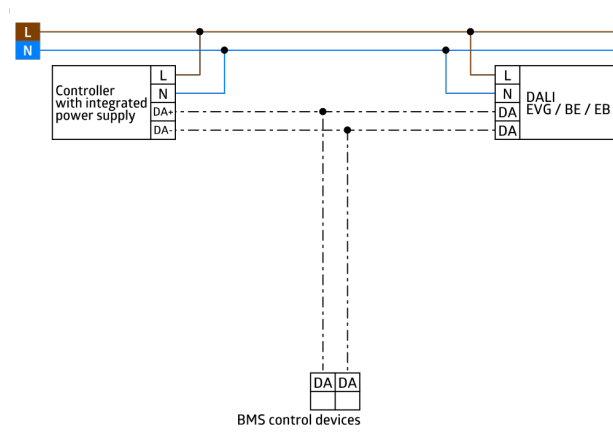 L
N
Controller
with integrated
power supply
L
N
DA+
DA-
L
N
DA
DA
DALI
EVG / BE / EB
DA DA
BMS control devices